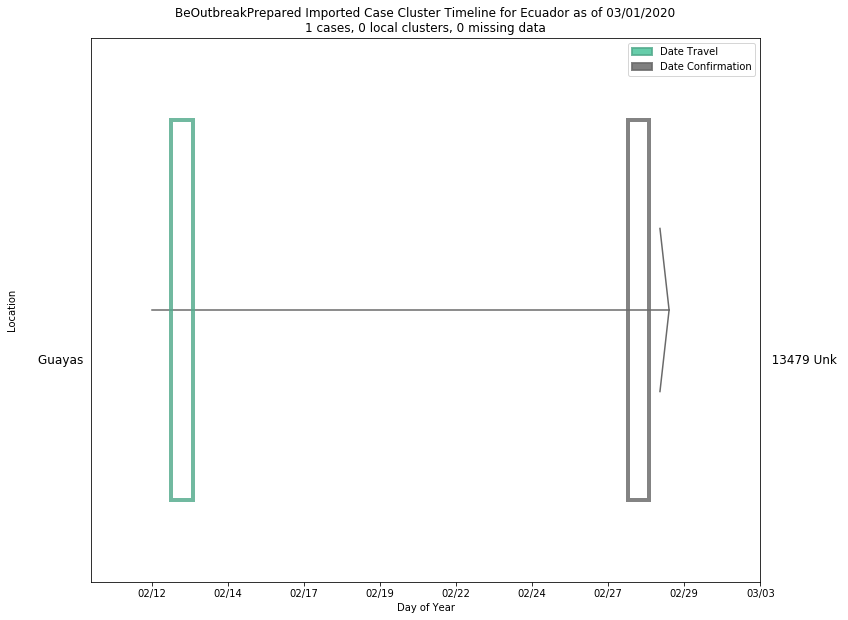 BeOutbreakPrepared Imported Case Cluster Timeline for Ecuador as of 03/01/2020
1 cases, 0 local clusters, 0 missing data
Date Travel
Date Confirmation
Location
Guayas
13479 Unk
02/12 02/14 02/17 02/19 02/22 02/24 02/27 02/29 03/03
Day of Year